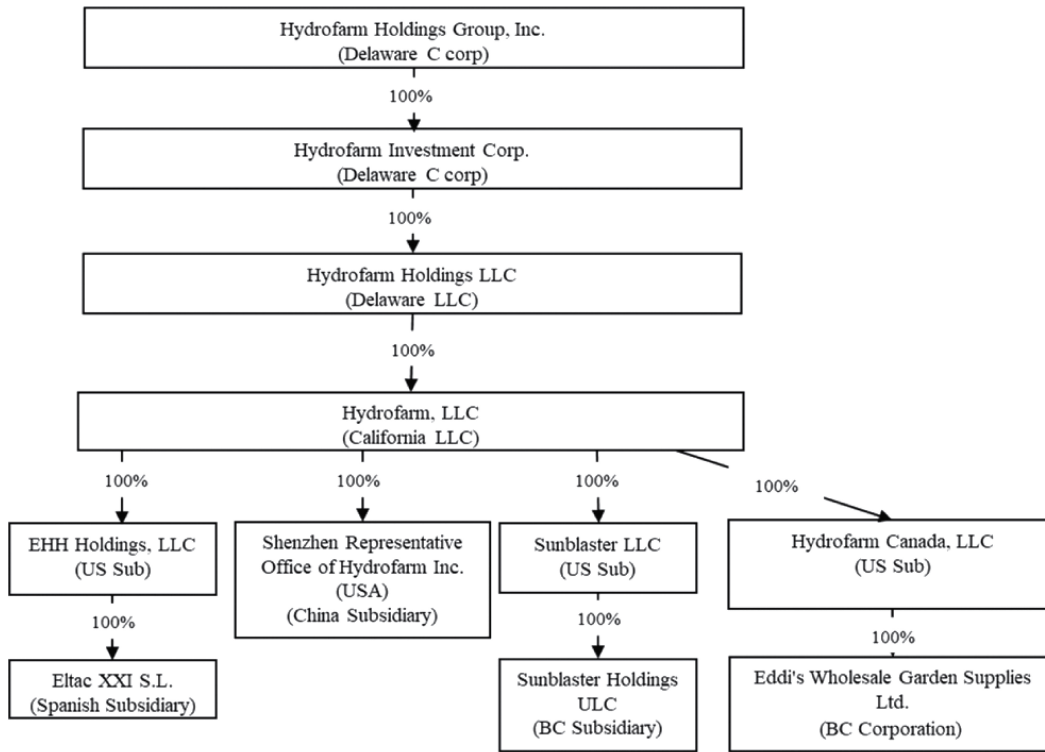 Hydrofarm Holdings Group, Inc.
(Delaware C corp)
100%
Hydrofarm Investment Corp.
(Delaware C corp)
100%
Hydrofarm Holdings LLC
(Delaware LLC)
100%
Hydrofarm, LLC
(California LLC)
100%
100%
100%
100%
EHH Holdings, LLC
(US Sub)
Shenzhen Representative
Office of Hydrofarm Inc.
(USA)
(China Subsidiary)
Sunblaster LLC
(US Sub)
Hydrofarm Canada, LLC
(US Sub)
100%
100%
100%
Eltac XXI S.L.
(Spanish Subsidiary)
Sunblaster Holdings
ULC
(BC Subsidiary)
Eddi's Wholesale Garden Supplies
Ltd.
(BC Corporation)